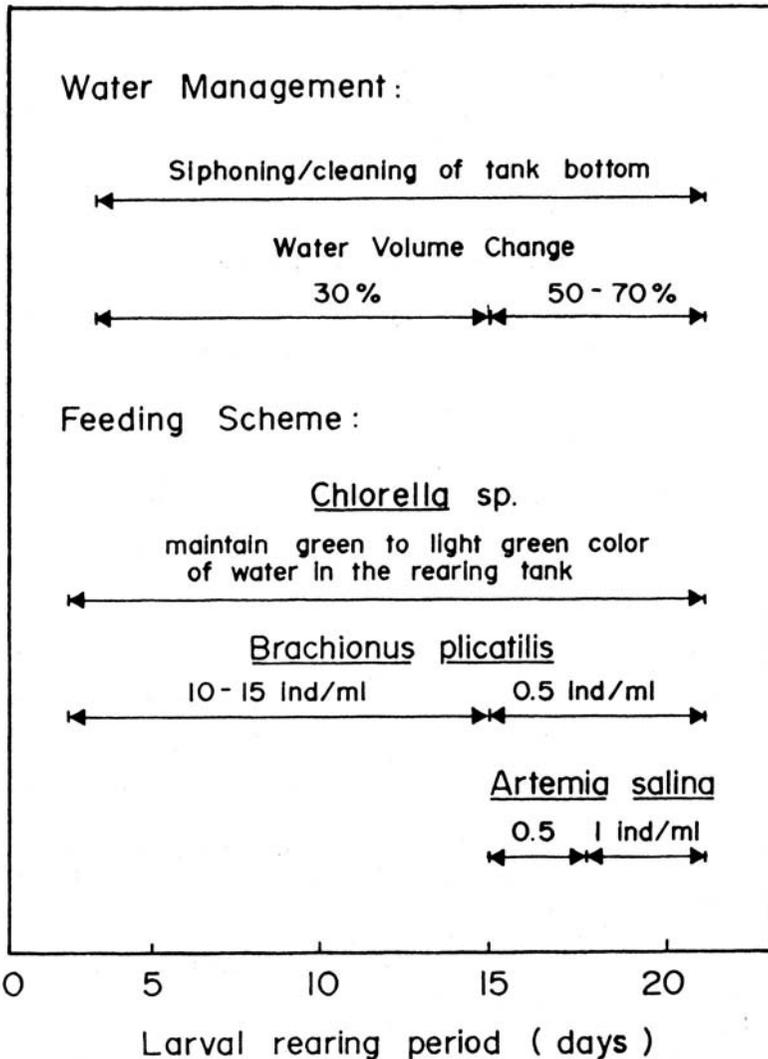 Water Management:
Siphoning/cleaning of tank bottom
Water Volume Change
30% 50-70%
Feeding Scheme:
Chlorella sp.
maintain green to light green color
of water in the rearing tank
Brachionus plicatilis
10-15 ind/ml 0.5 ind/ml
Artemia salina
0.5 1 ind/ml
0 5 10 15 20
Larval rearing period (days)